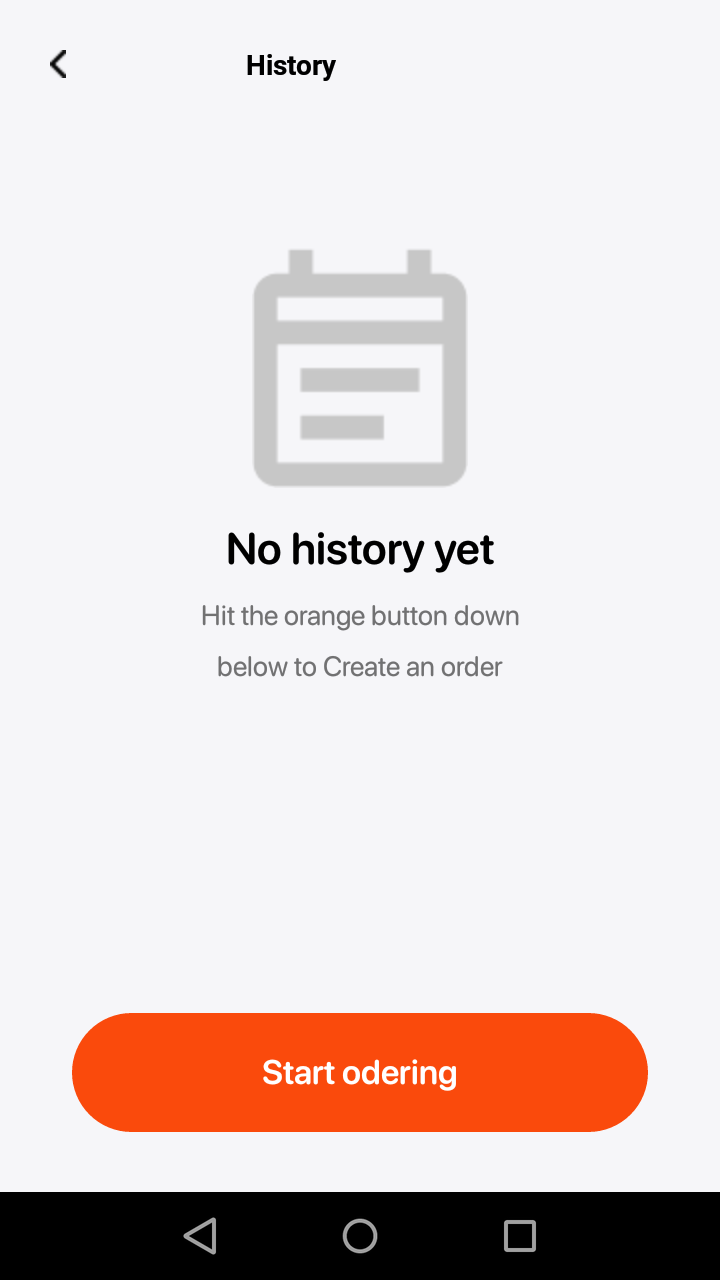 History
No history yet
Hit the orange button down
below to Create an order
Start odering